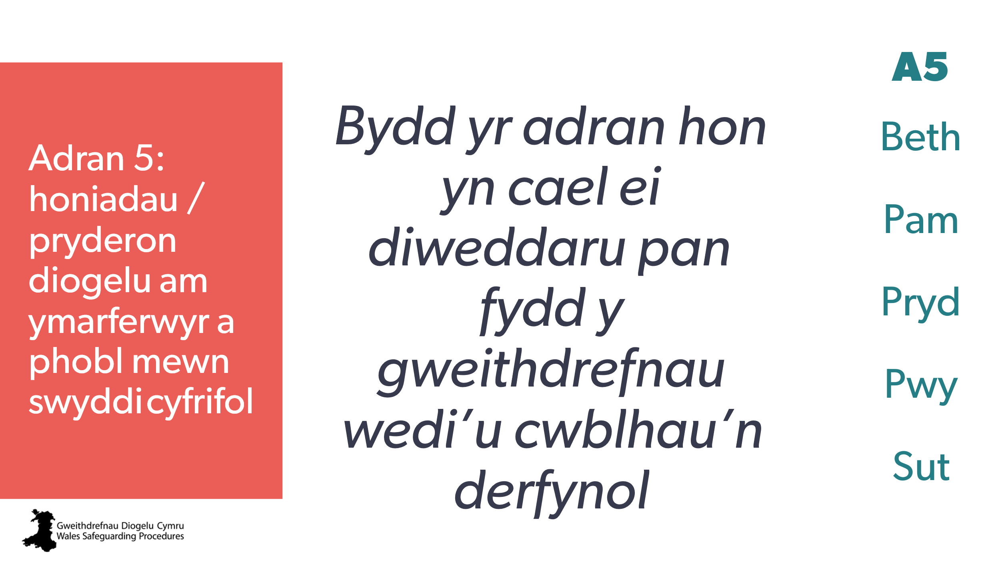 Adran 5:
honiadau /
pryderon
diogelu am
ymarferwyr a
phobl mewn
swyddi cyfrifol
Bydd yr adran hon
yn cael ei
diweddaru pan
fydd y
gweithdrefnau
wedi’u cwblhau’n
derfynol
A5
Beth
Pam
Pryd
Pwy
Sut
Gweithdrefnau Diogelu Cymru
Wales Safeguarding Procedures